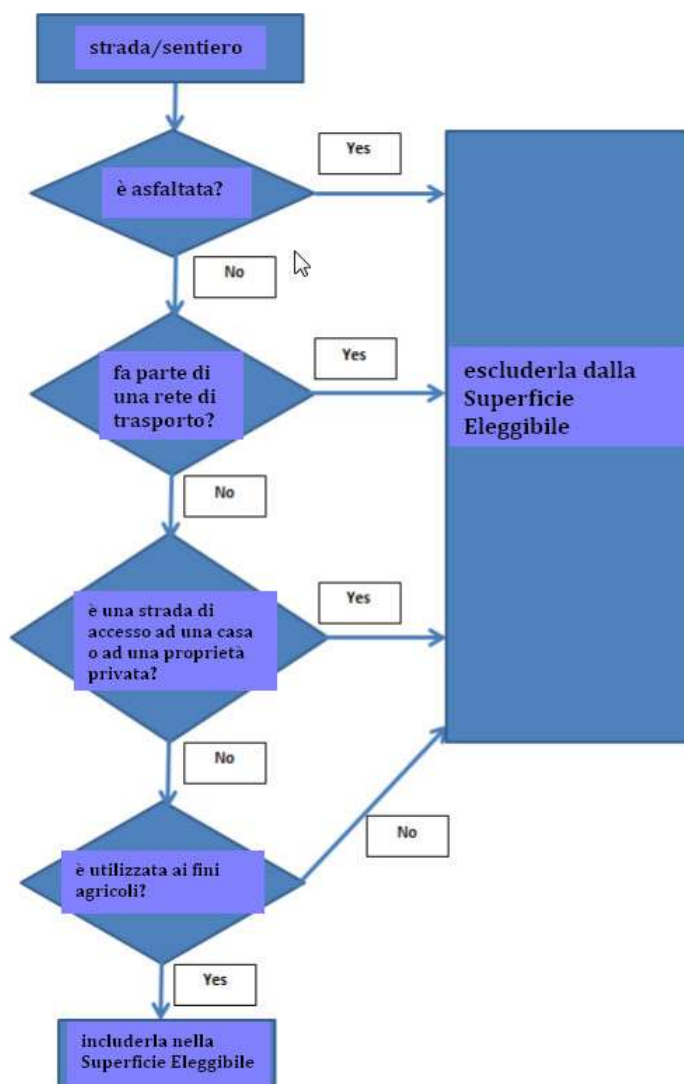 strada/sentiero
Yes
è asfaltata?
No
Yes
fa parte di
una rete di
trasporto?
escluderla dalla
Superficie
Eleggibile
No
Yes
è una strada di
accesso ad una casa
o ad una proprietà
privata?
No
No
è utilizzata ai fini
agricoli?
Yes
includerla nella
Superficie Eleggibile